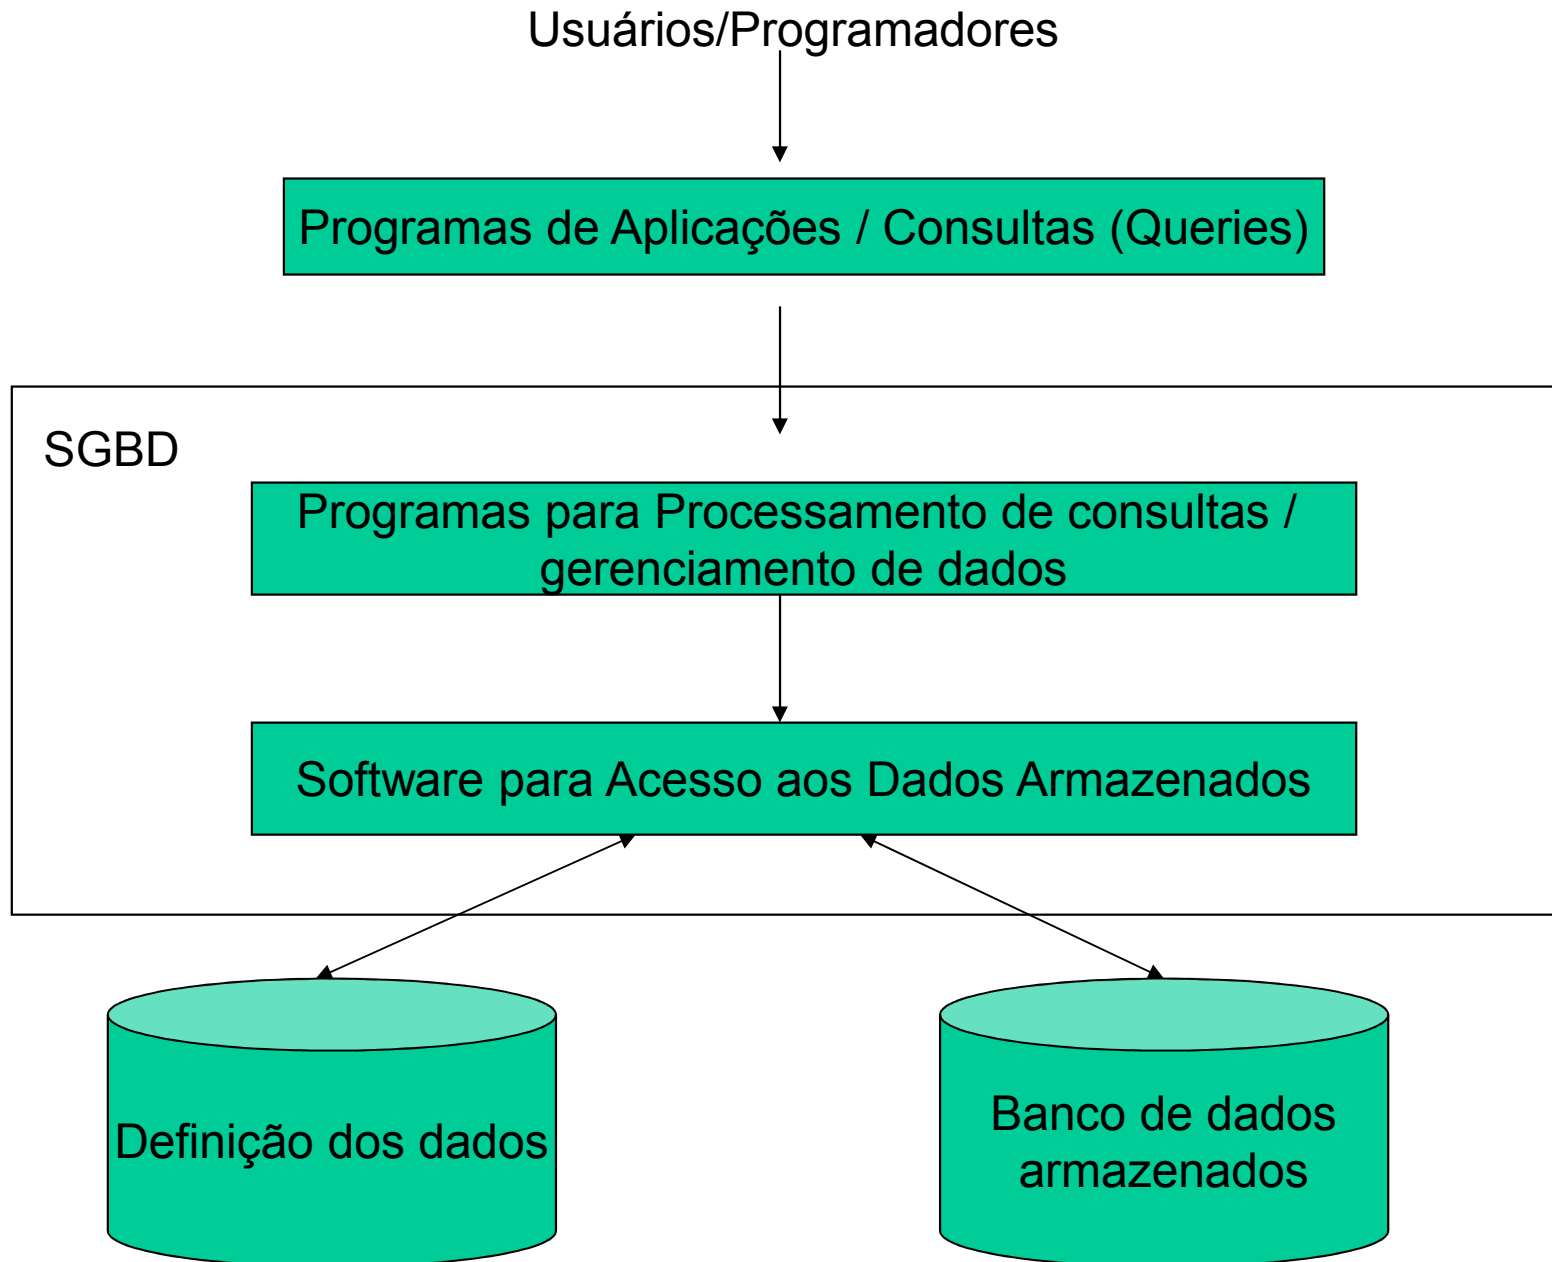 Usuários/Programadores
Programas de Aplicações / Consultas (Queries)
SGBD
Programas para Processamento de consultas /
gerenciamento de dados
Software para Acesso aos Dados Armazenados
Definição dos dados
Banco de dados
armazenados